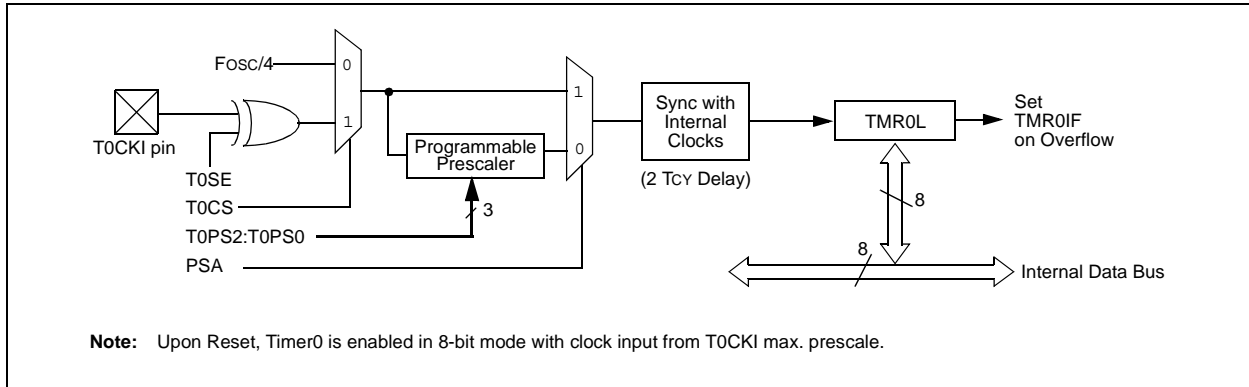 FOSC/4
0
1
T0CKI pin
T0SE
T0CS
T0PS2:T0PS0
PSA
Programmable
Prescaler
3
1
0
Sync with
Internal
Clocks
(2 TCY Delay)
TMR0L
Set
TMR0IF
on Overflow
8
8
Internal Data Bus
Note: Upon Reset, Timer0 is enabled in 8-bit mode with clock input from T0CKI max. prescale.